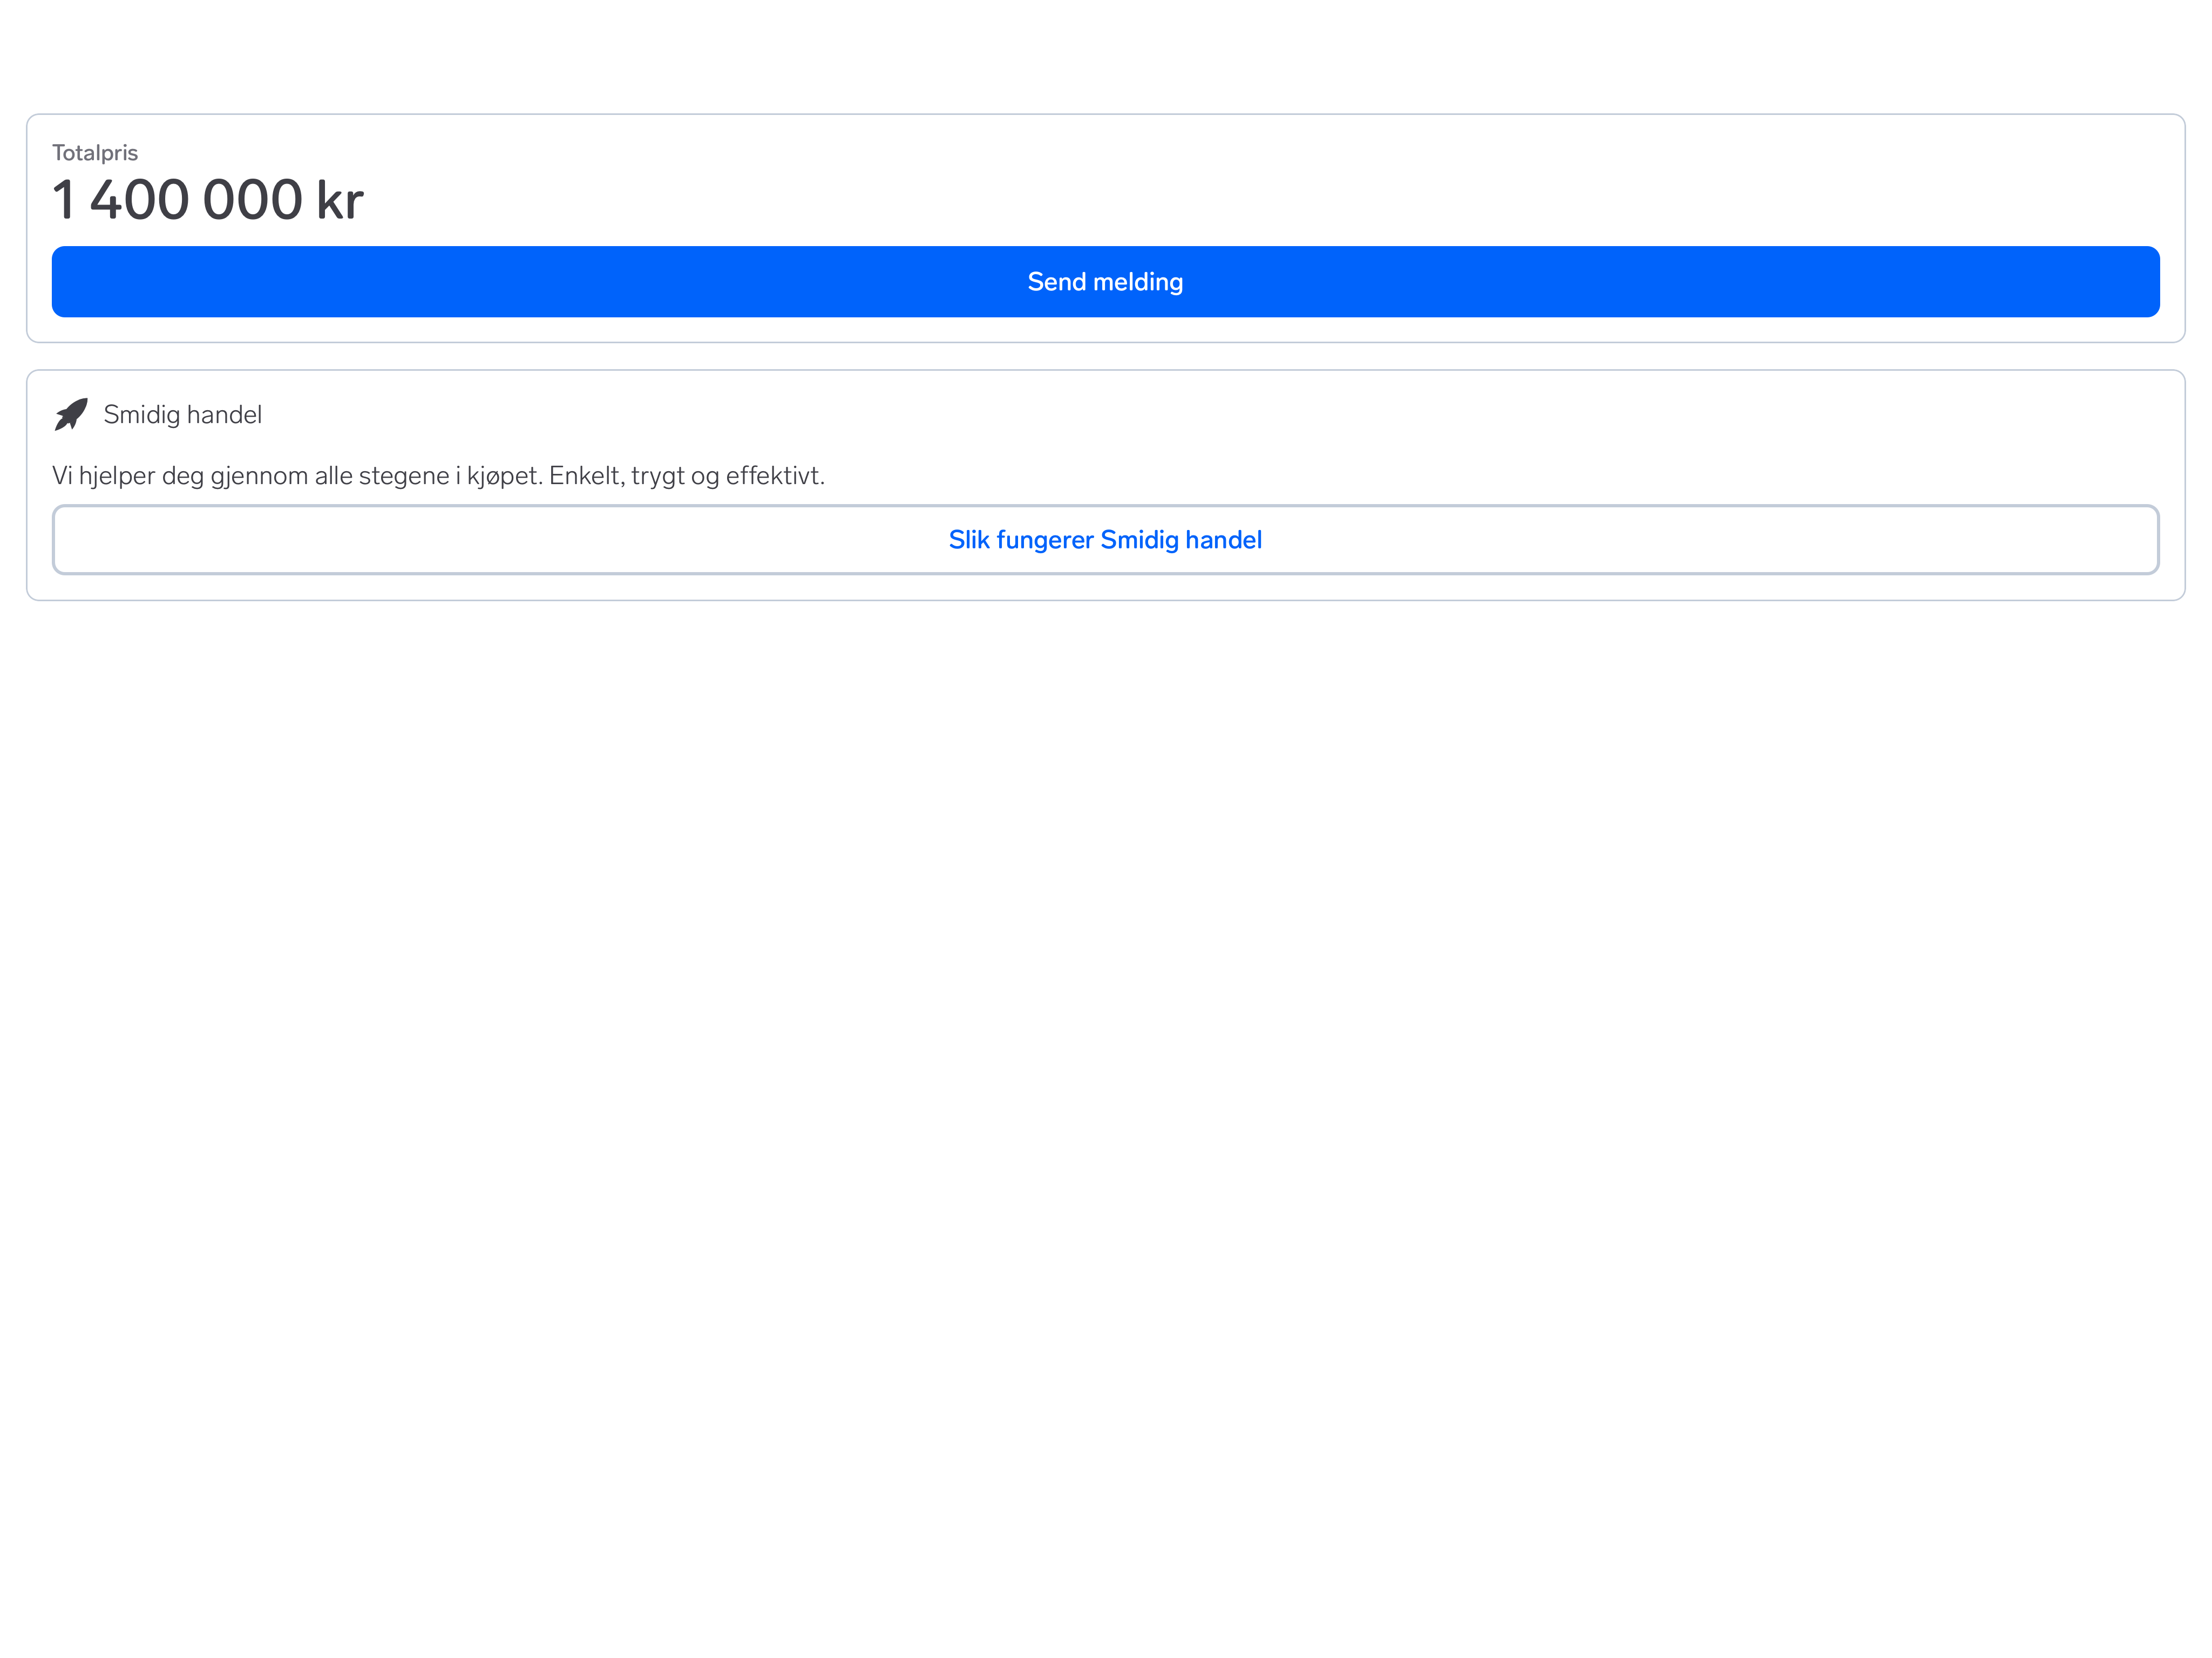 Totalpris
1 400 000 kr
Send melding
Smidig handel
Vi hjelper deg gjennom alle stegene i kjøpet. Enkelt, trygt og effektivt.
Slik fungerer Smidig handel